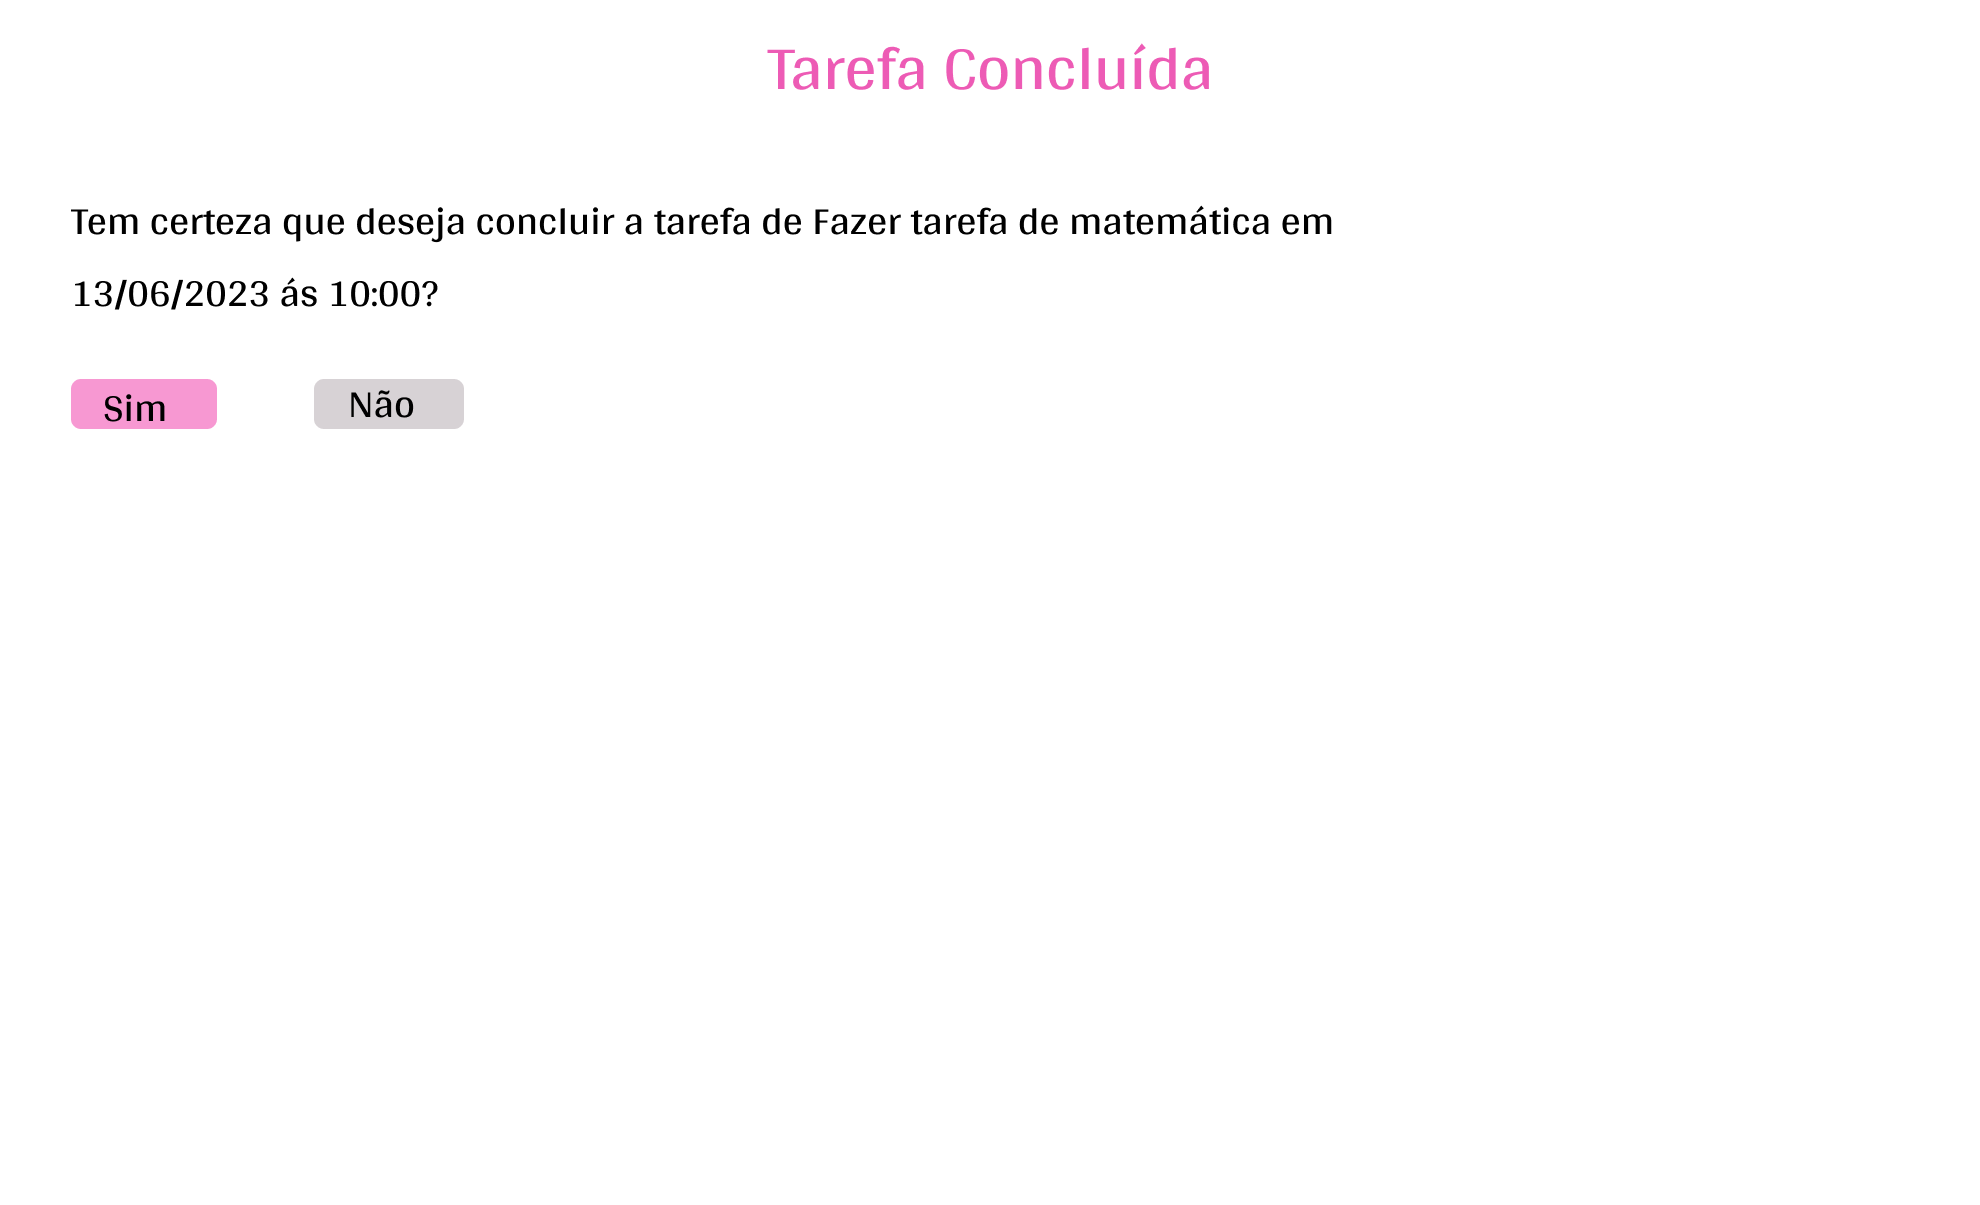 Tarefa Concluída
Tem certeza que deseja concluir a tarefa de Fazer tarefa de matemática em
13/06/2023 ás 10:00?
Sim
Não